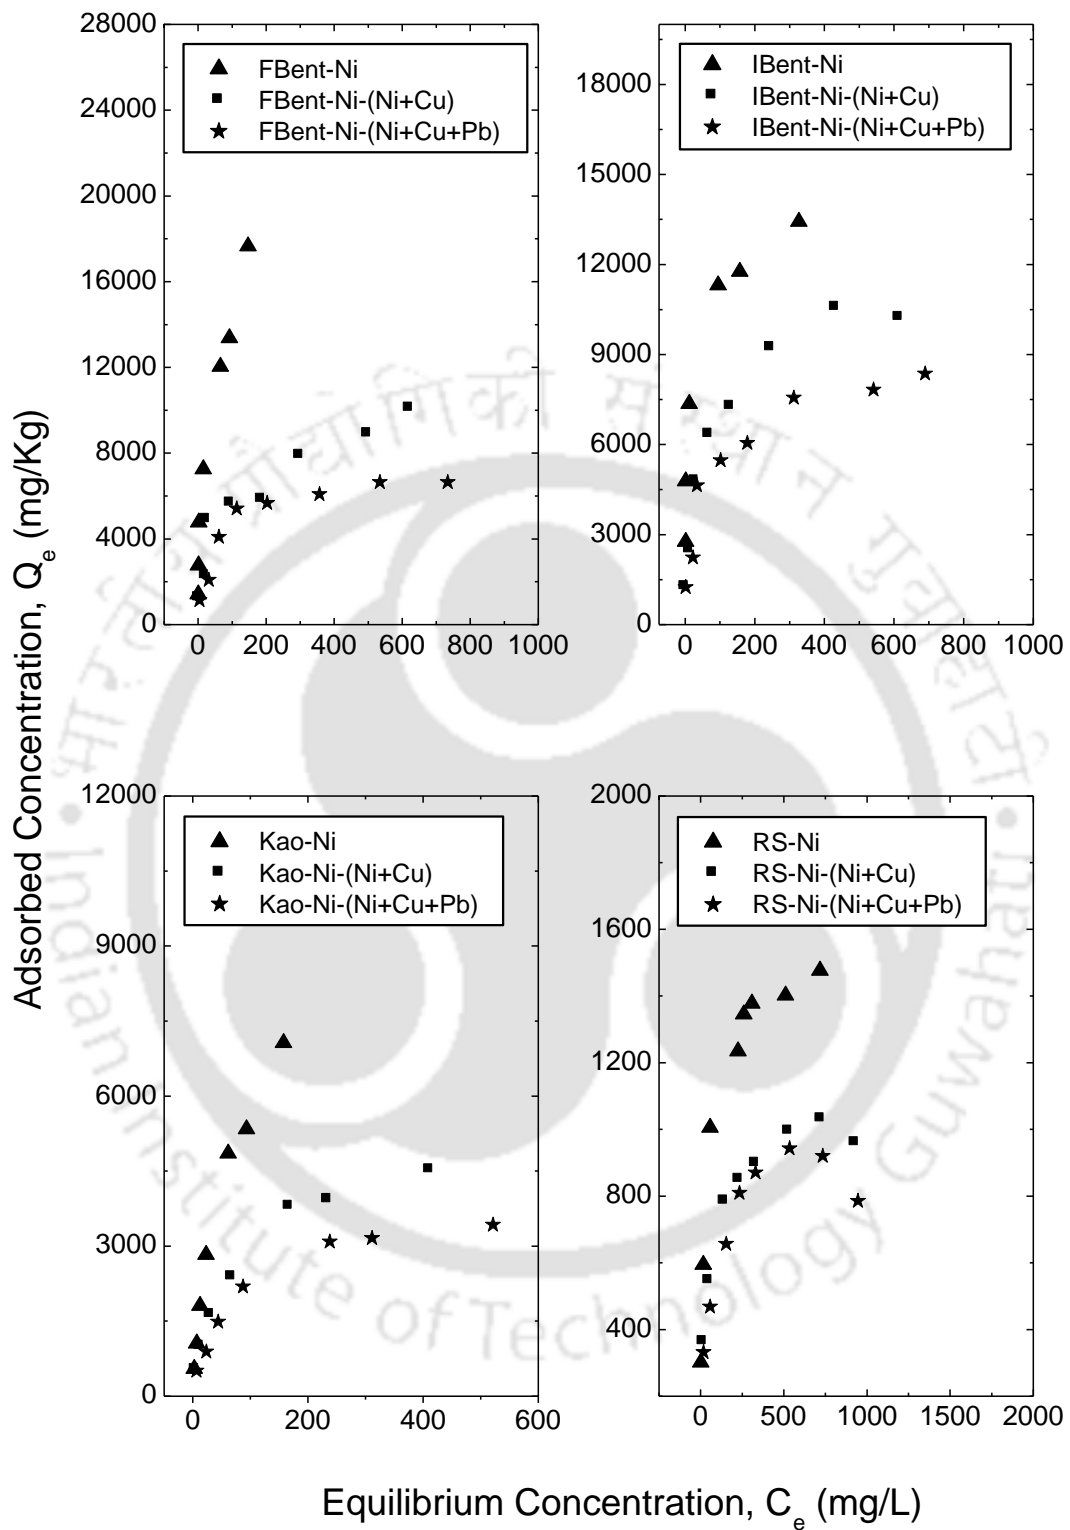 28000
24000
20000
16000
12000
8000
4000
0
FBent-Ni
FBent-Ni-(Ni+Cu)
FBent-Ni-(Ni+Cu+Pb)
0 200 400 600 800 1000
18000
15000
12000
9000
6000
3000
0
IBent-Ni
IBent-Ni-(Ni+Cu)
IBent-Ni-(Ni+Cu+Pb)
0 200 400 600 800 1000
Adsorbed Concentration, Qe (mg/Kg)
12000
9000
6000
3000
0
Kao-Ni
Kao-Ni-(Ni+Cu)
Kao-Ni-(Ni+Cu+Pb)
0 200 400 600
2000
1600
1200
800
400
RS-Ni
RS-Ni-(Ni+Cu)
RS-Ni-(Ni+Cu+Pb)
0 500 1000 1500 2000
Equilibrium Concentration, Ce (mg/L)
भारतीय प्रौद्योगिकी संस्थान गुवाहाटी
Indian Institute of Technology Guwahati